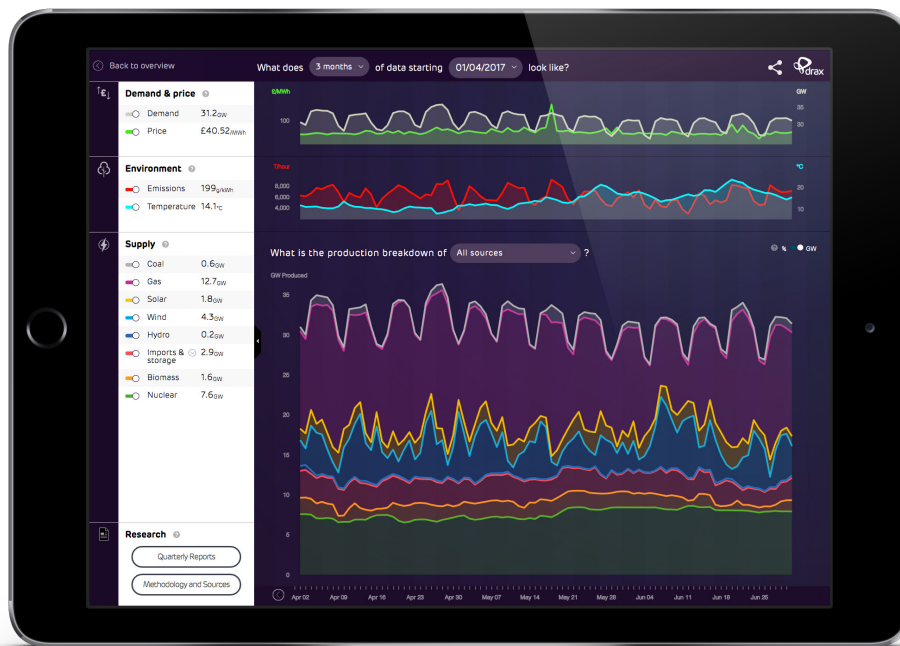 Back to overview
What does 3 months of data starting 01/04/2017 look like?
drax
£
Demand & price ?
Demand 31.2GW
Price £40.52/MWh
£/MWh
GW
100
35
30
Environment ?
Emissions 199g/kWh
Temperature 14.1°C
T/hour
°C
8,000
6,000
4,000
20
10
Supply ?
Coal 0.6GW
Gas 12.7GW
Solar 1.8GW
Wind 4.3GW
Hydro 0.2GW
Imports & storage 2.9GW
Biomass 1.6GW
Nuclear 7.6GW
What is the production breakdown of All sources ?
? % GW
GW Produced
35
30
25
20
15
10
5
0
Apr 02 Apr 09 Apr 16 Apr 23 Apr 30 May 07 May 14 May 21 May 28 Jun 04 Jun 11 Jun 18 Jun 25
Research ?
Quarterly Reports
Methodology and Sources